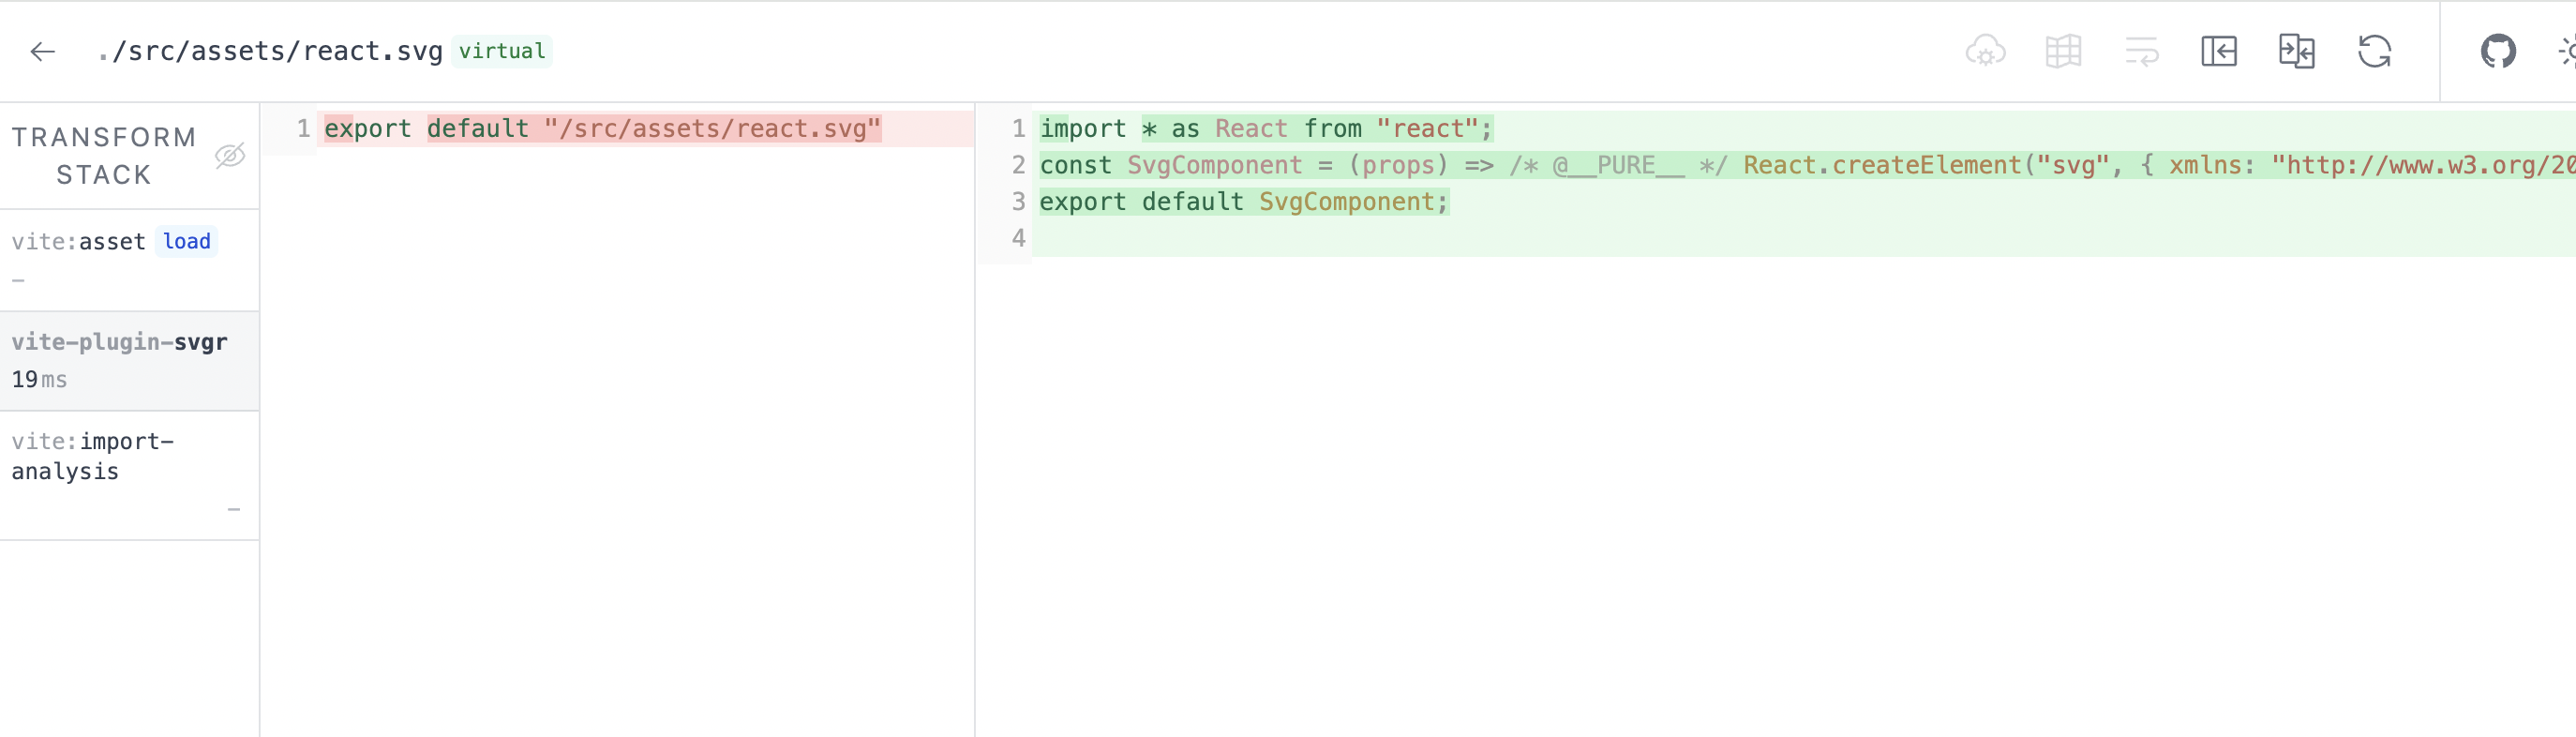 ./src/assets/react.svg virtual
TRANSFORM
STACK
vite:asset load
–
vite-plugin-svgr
19ms
vite:import-
analysis
–
1 export default "/src/assets/react.svg"
1 import * as React from "react";
2 const SvgComponent = (props) => /* @__PURE__ */ React.createElement("svg", { xmlns: "http://www.w3.org/20
3 export default SvgComponent;
4